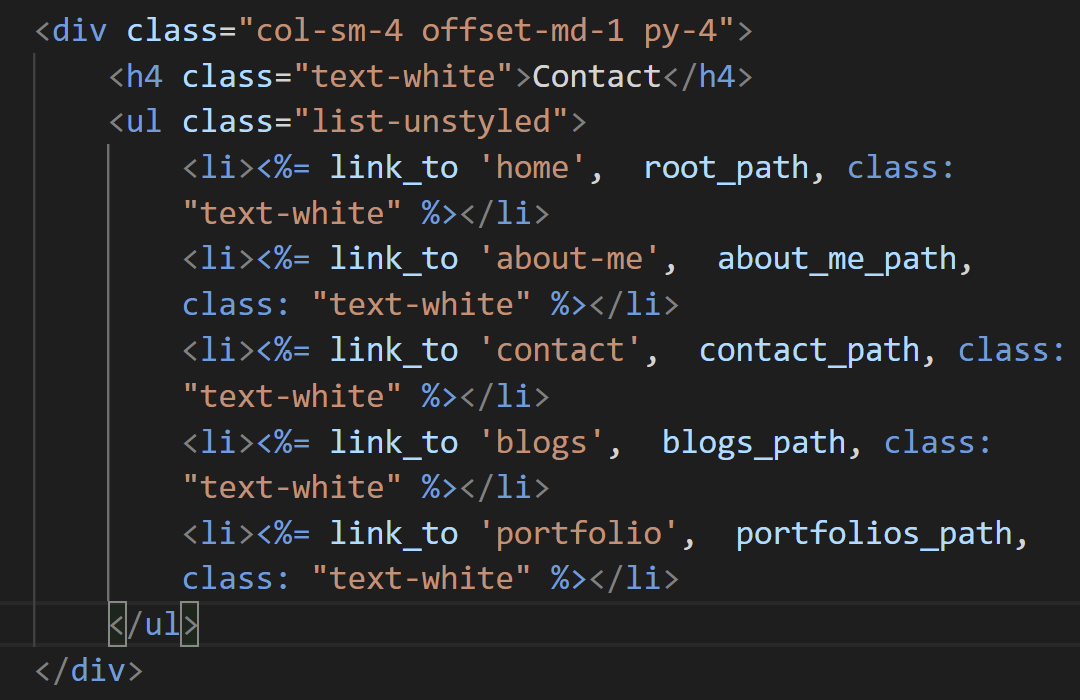 <div class="col-sm-4 offset-md-1 py-4">
    <h4 class="text-white">Contact</h4>
    <ul class="list-unstyled">
        <li><%= link_to 'home',  root_path, class:
        "text-white" %></li>
        <li><%= link_to 'about-me',  about_me_path,
        class: "text-white" %></li>
        <li><%= link_to 'contact',  contact_path, class:
        "text-white" %></li>
        <li><%= link_to 'blogs',  blogs_path, class:
        "text-white" %></li>
        <li><%= link_to 'portfolio',  portfolios_path,
        class: "text-white" %></li>
    </ul>
</div>